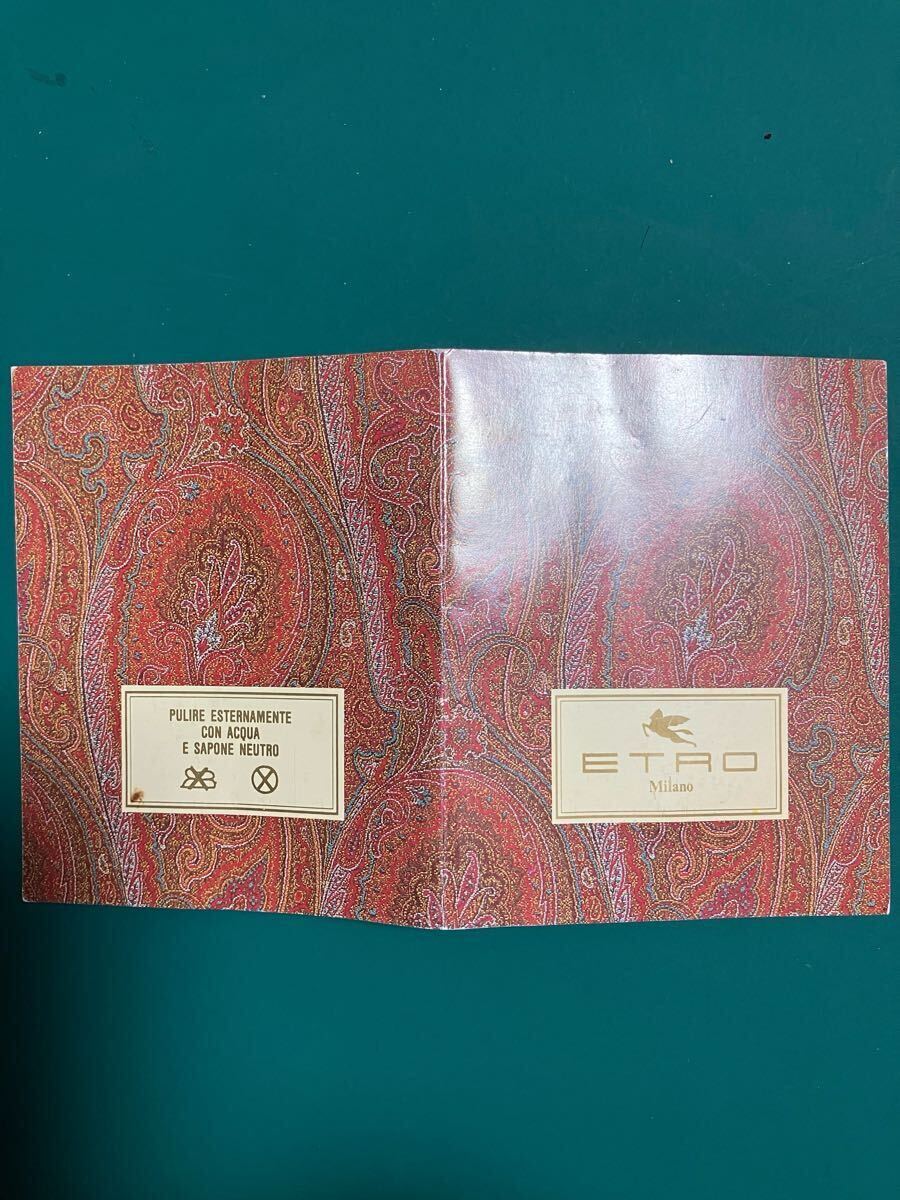 PULIRE ESTERNAMENTE
CON ACQUA
E SAPONE NEUTRO
ETRO
Milano